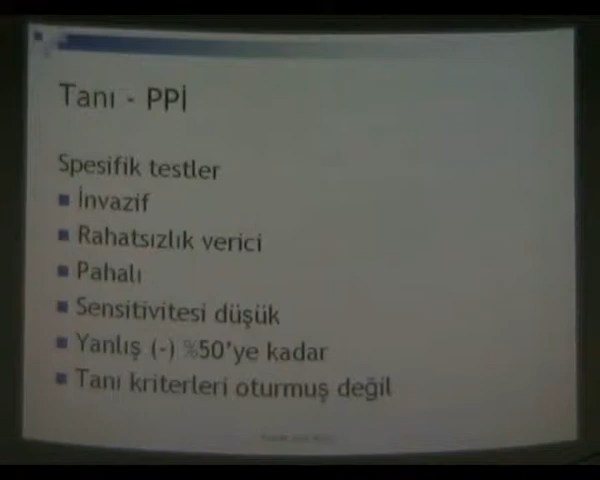 Tanı - PPİ
Spesifik testler
İnvazif
Rahatsızlık verici
Pahalı
Sensitivitesi düşük
Yanlış (-) %50'ye kadar
Tanı kriterleri oturmuş değil